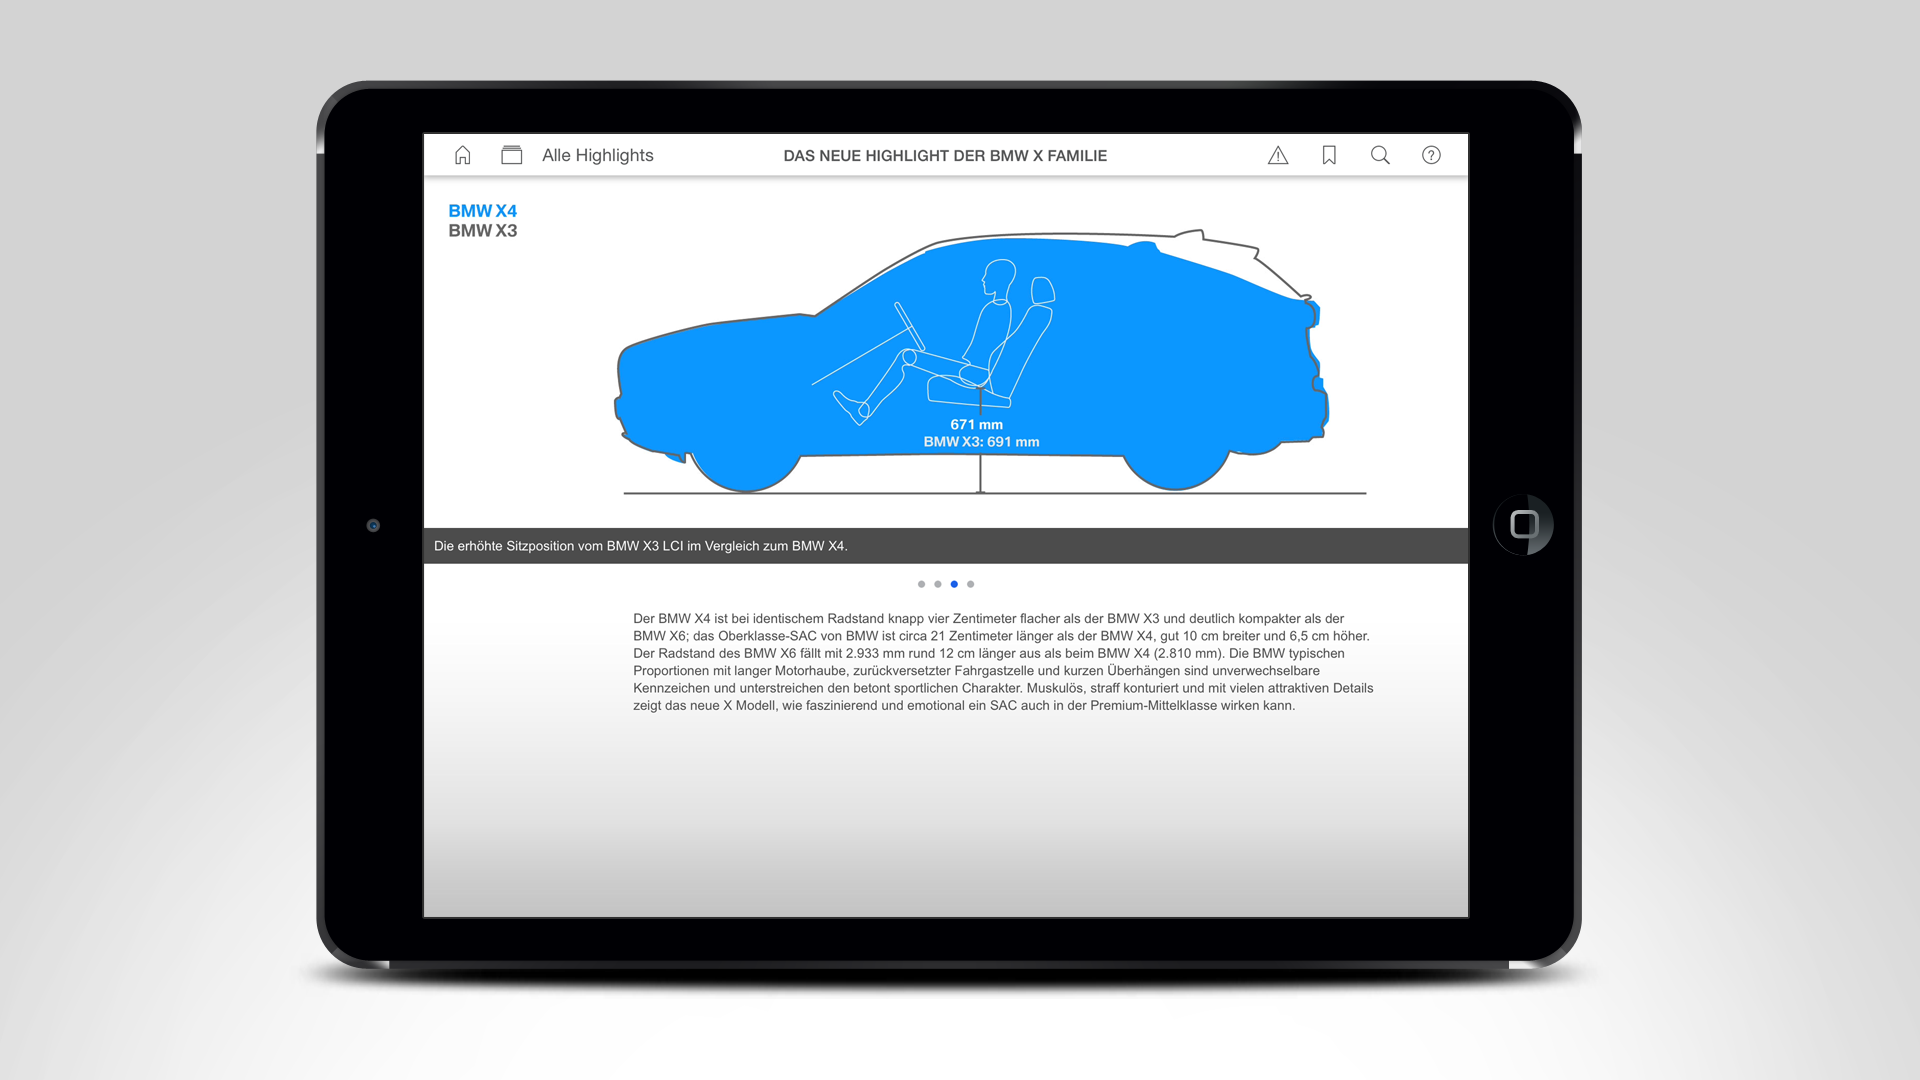 Alle Highlights
DAS NEUE HIGHLIGHT DER BMW X FAMILIE
BMW X4
BMW X3
671 mm
BMW X3: 691 mm
Die erhöhte Sitzposition vom BMW X3 LCI im Vergleich zum BMW X4.
Der BMW X4 ist bei identischem Radstand knapp vier Zentimeter flacher als der BMW X3 und deutlich kompakter als der
BMW X6; das Oberklasse-SAC von BMW ist circa 21 Zentimeter länger als der BMW X4, gut 10 cm breiter und 6,5 cm höher.
Der Radstand des BMW X6 fällt mit 2.933 mm rund 12 cm länger aus als beim BMW X4 (2.810 mm). Die BMW typischen
Proportionen mit langer Motorhaube, zurückversetzter Fahrgastzelle und kurzen Überhängen sind unverwechselbare
Kennzeichen und unterstreichen den betont sportlichen Charakter. Muskulös, straff konturiert und mit vielen attraktiven Details
zeigt das neue X Modell, wie faszinierend und emotional ein SAC auch in der Premium-Mittelklasse wirken kann.